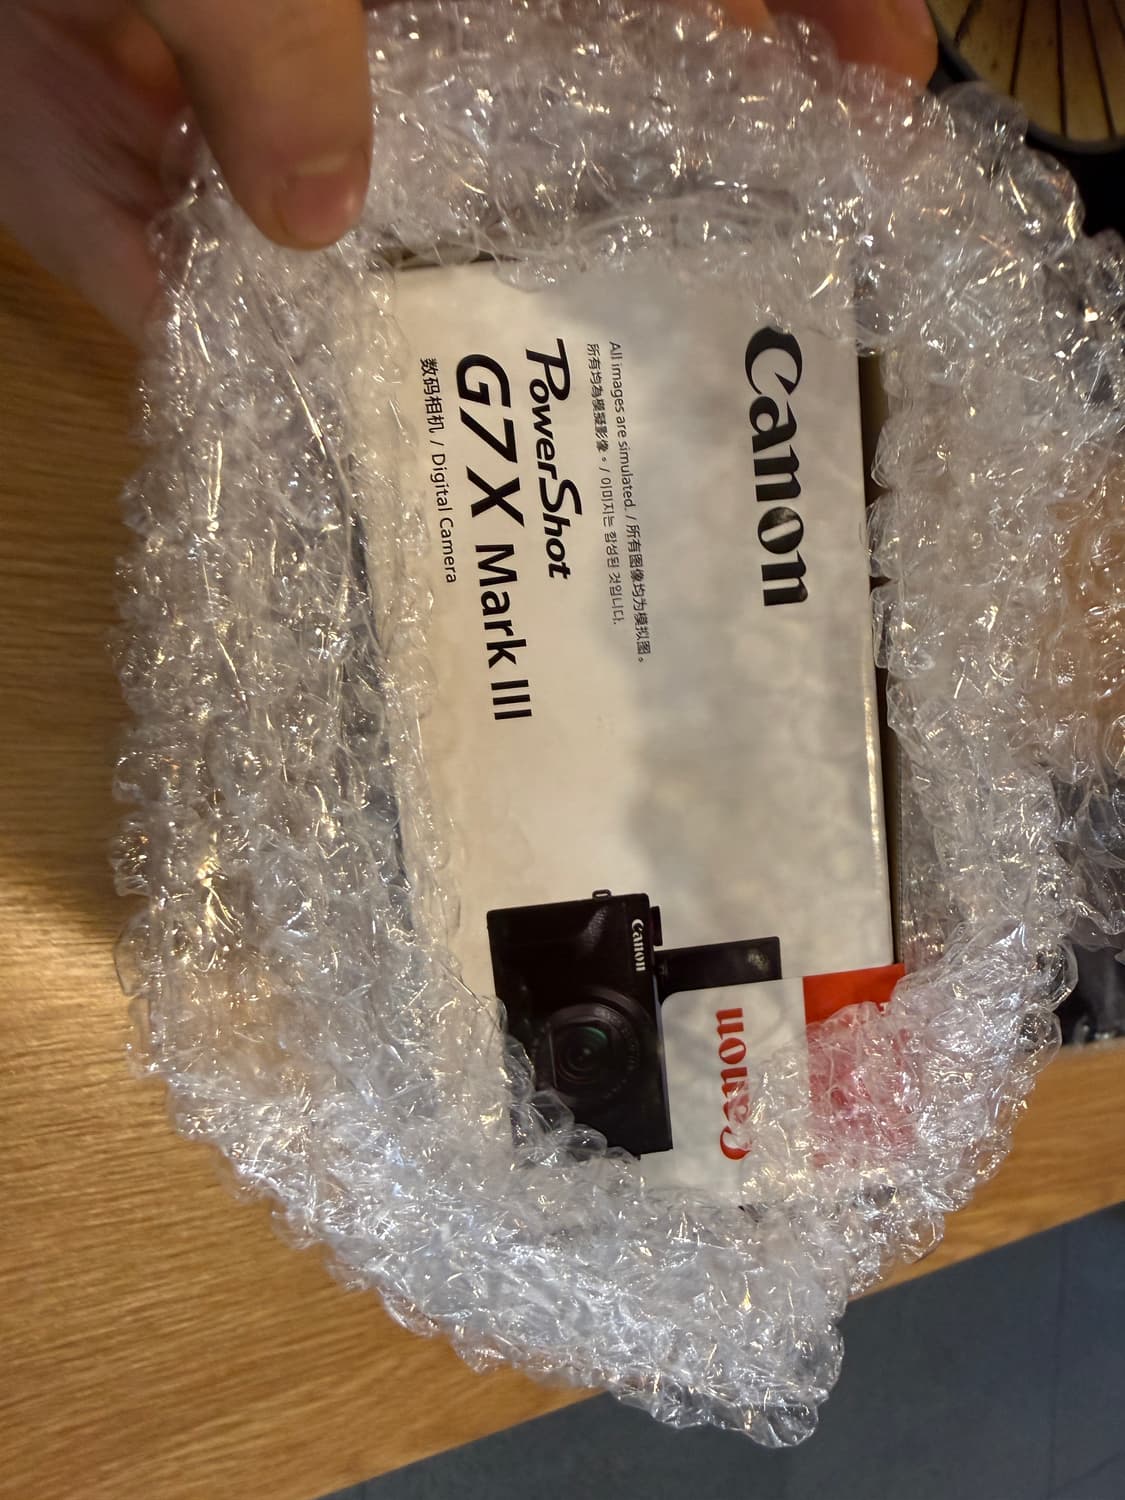 Canon
All images are simulated. / 所有图像均为模拟图。
所有均為模擬影像。/ 이미지는 합성된 것입니다.
PowerShot
G7X Mark III
数码相机 / Digital Camera
Canon
Canon